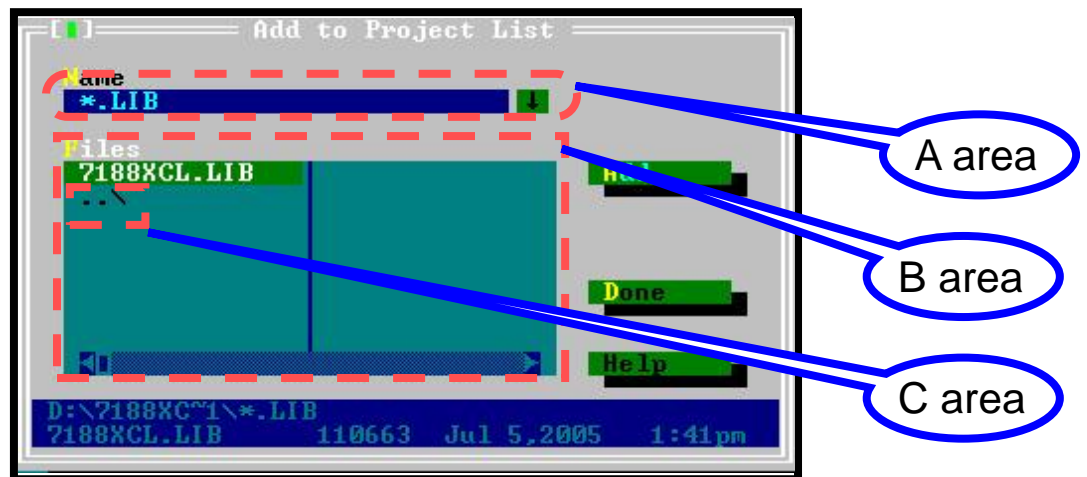 [ ] Add to Project List
Name
*.LIB ↓
Files
7188XCL.LIB
..\
Add
Done
Help
D:\7188XC~1\*.LIB
7188XCL.LIB 110663 Jul 5,2005 1:41pm
A area
B area
C area